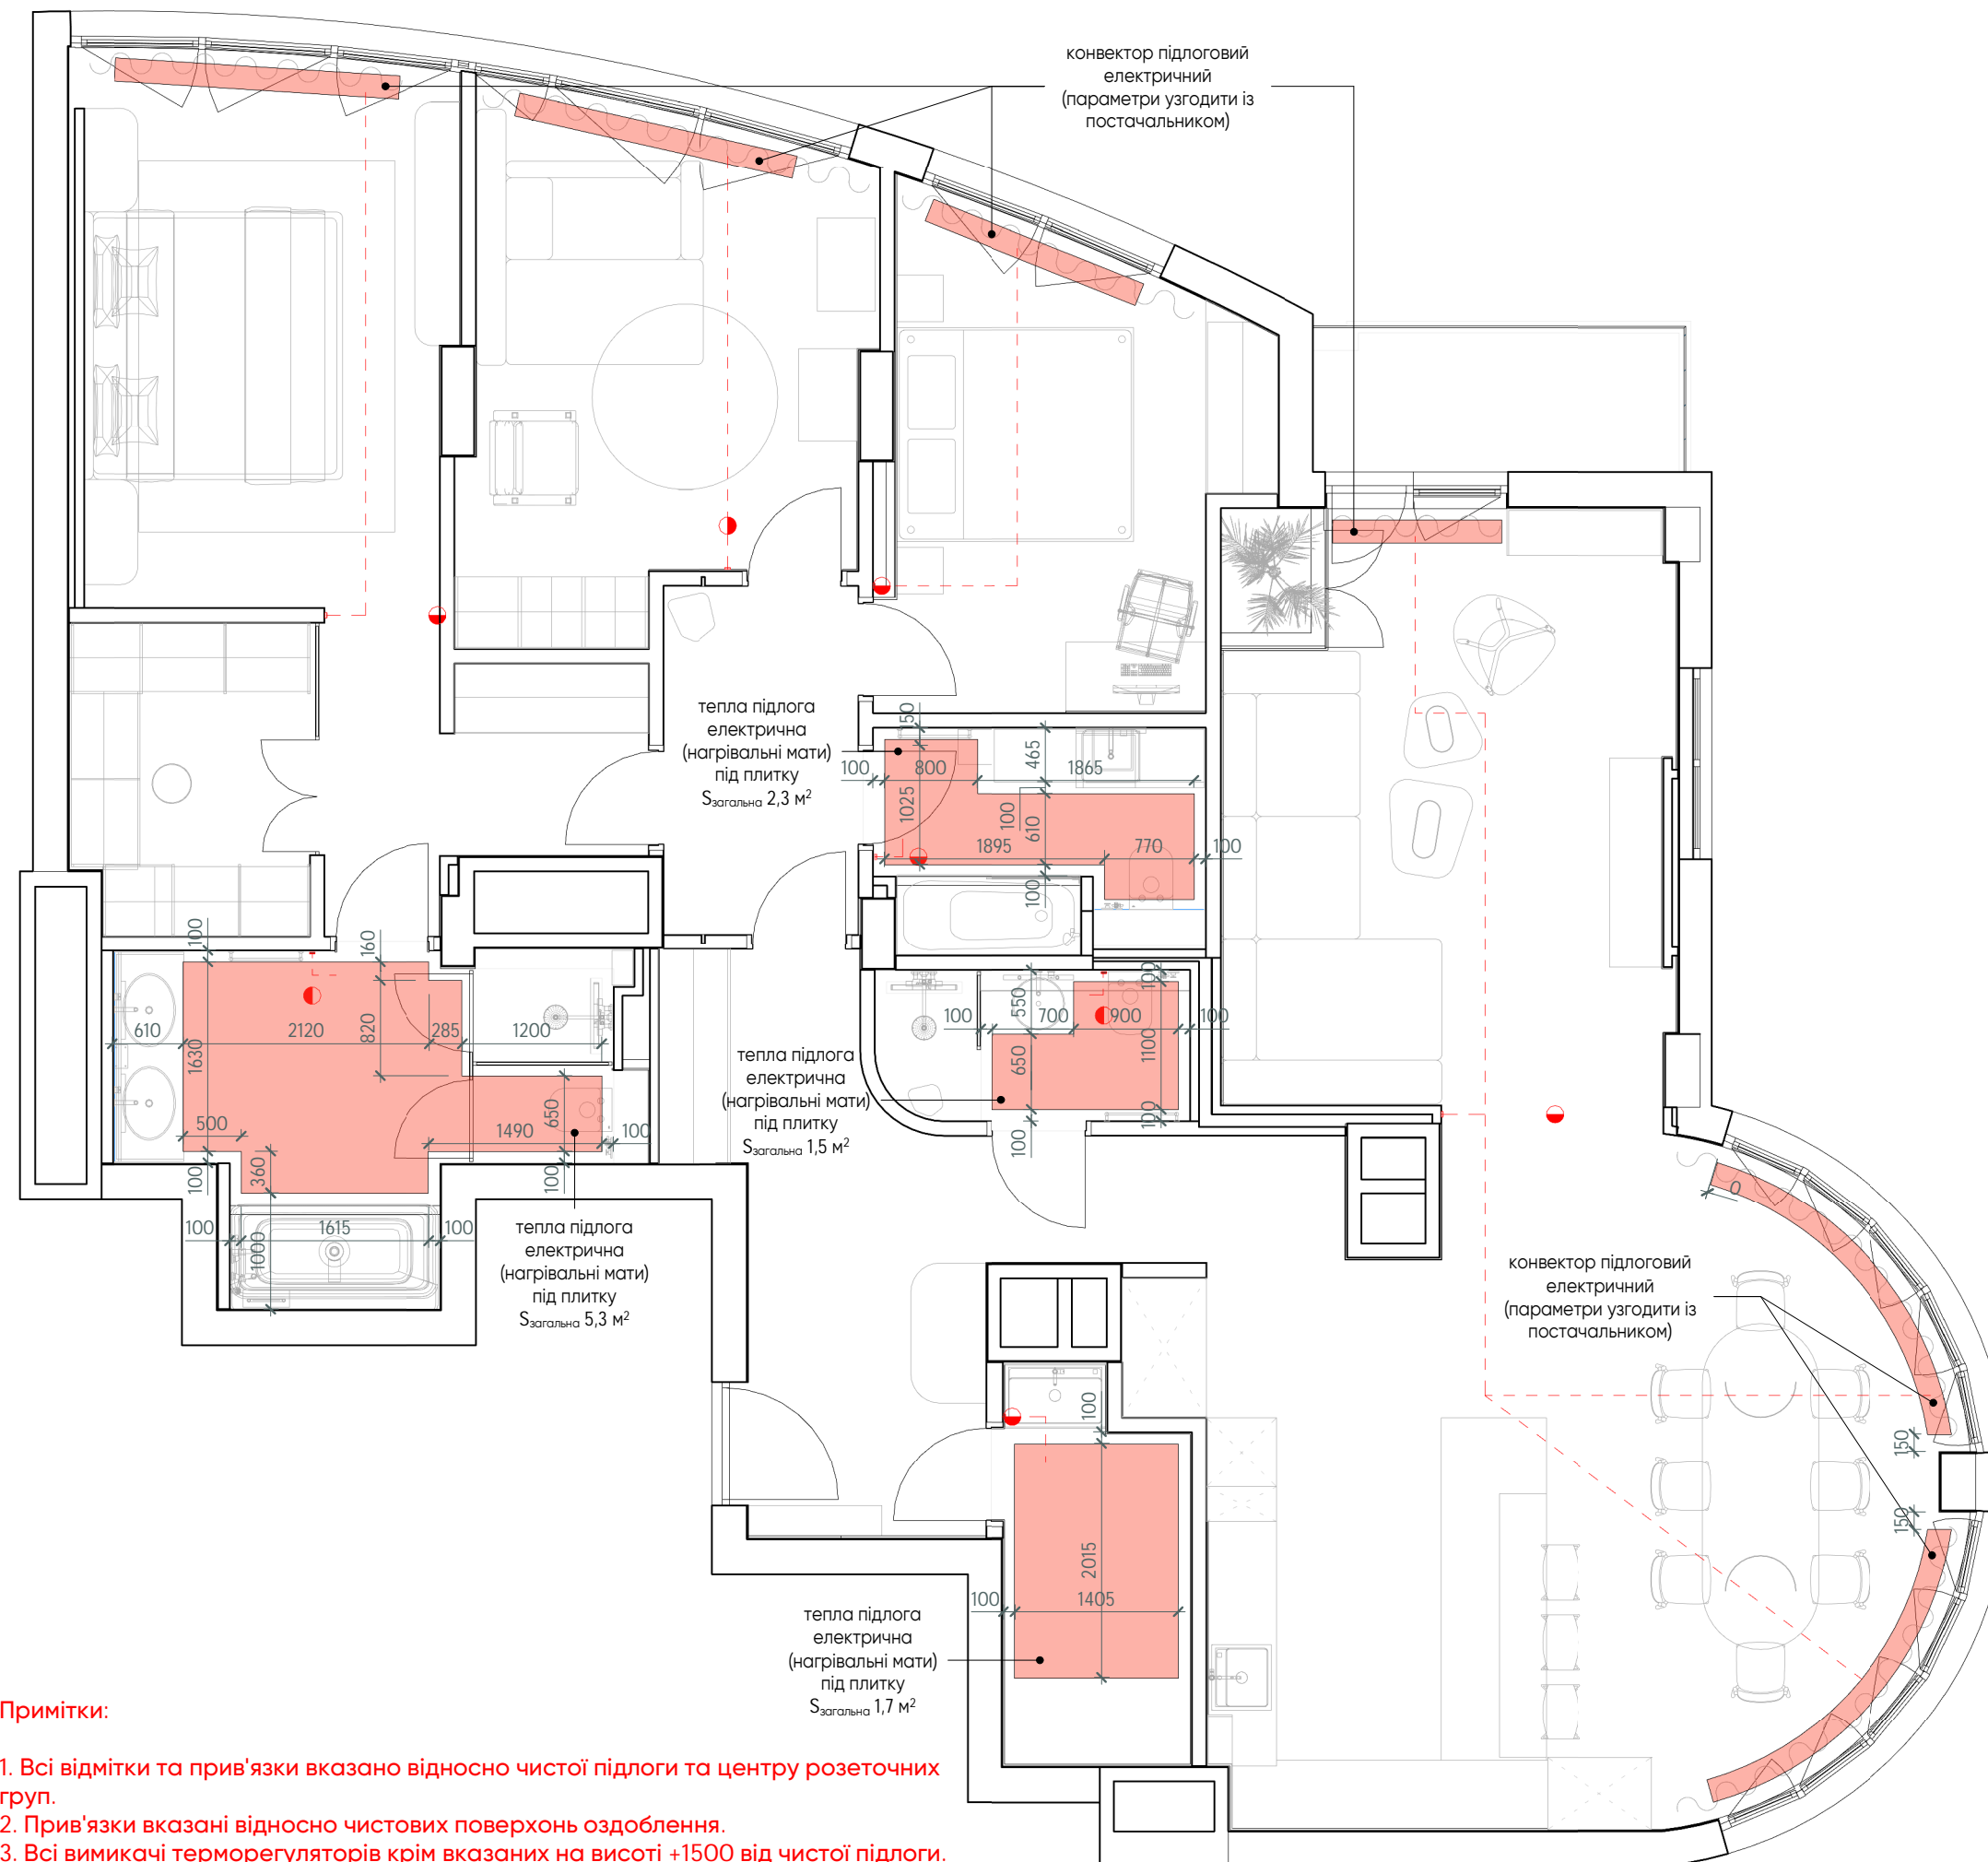 конвектор підлоговий
електричний
(параметри узгодити із
постачальником)
тепла підлога
електрична
(нагрівальні мати)
під плитку
Sзагальна 2,3 м²
150
465
100
800
1865
1025
100
610
1895
770
100
100
100
160
610
2120
285
1200
820
1630
500
1490
650
100
100
360
100
100
1615
100
1000
тепла підлога
електрична
(нагрівальні мати)
під плитку
Sзагальна 5,3 м²
тепла підлога
електрична
(нагрівальні мати)
під плитку
Sзагальна 1,5 м²
550
100
100
700
900
100
650
1100
100
100
0
конвектор підлоговий
електричний
(параметри узгодити із
постачальником)
150
150
100
2015
100
1405
тепла підлога
електрична
(нагрівальні мати)
під плитку
Sзагальна 1,7 м²
Примітки:
1. Всі відмітки та прив'язки вказано відносно чистої підлоги та центру розеточних
груп.
2. Прив'язки вказані відносно чистових поверхонь оздоблення.
3. Всі вимикачі терморегуляторів крім вказаних на висоті +1500 від чистої підлоги.